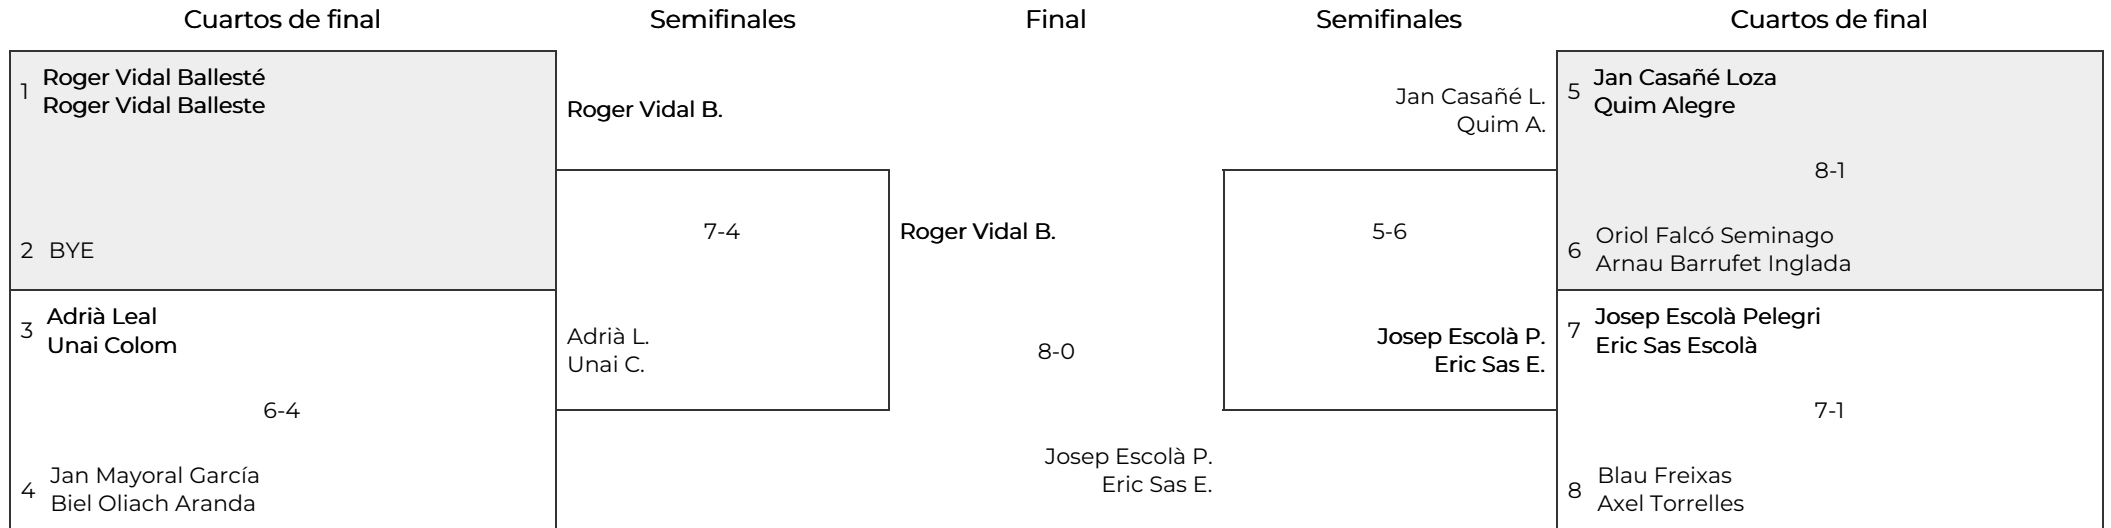 Cuartos de final
Semifinales
Final
Semifinales
Cuartos de final
1
Roger Vidal Ballesté
Roger Vidal Balleste
2 BYE
3
Adrià Leal
Unai Colom
6-4
4
Jan Mayoral García
Biel Oliach Aranda
Roger Vidal B.
7-4
Adrià L.
Unai C.
Roger Vidal B.
8-0
Josep Escolà P.
Eric Sas E.
Jan Casañé L.
Quim A.
5-6
Josep Escolà P.
Eric Sas E.
5
Jan Casañé Loza
Quim Alegre
8-1
6
Oriol Falcó Seminago
Arnau Barrufet Inglada
7
Josep Escolà Pelegri
Eric Sas Escolà
7-1
8
Blau Freixas
Axel Torrelles